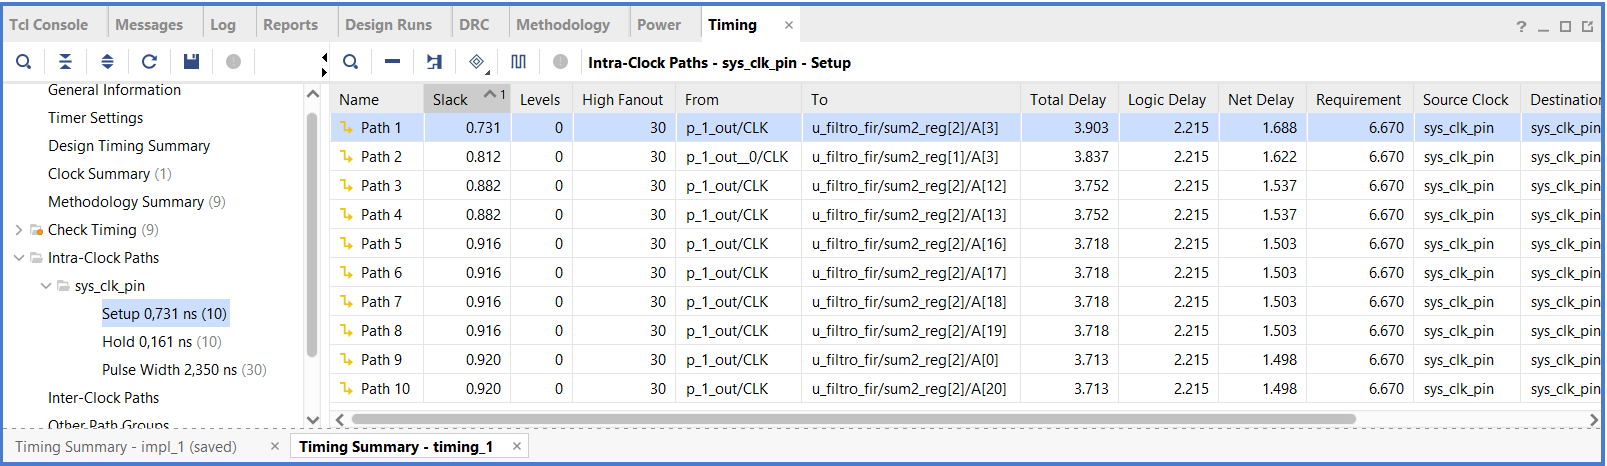 Tcl Console Messages Log Reports Design Runs DRC Methodology Power Timing × ?
Intra-Clock Paths - sys_clk_pin - Setup
General Information
Timer Settings
Design Timing Summary
Clock Summary (1)
Methodology Summary (9)
Check Timing (9)
Intra-Clock Paths
sys_clk_pin
Setup 0,731 ns (10)
Hold 0,161 ns (10)
Pulse Width 2,350 ns (30)
Inter-Clock Paths
Other Path Groups
Name Slack 1 Levels High Fanout From To Total Delay Logic Delay Net Delay Requirement Source Clock Destination
Path 1 0.731 0 30 p_1_out/CLK u_filtro_fir/sum2_reg[2]/A[3] 3.903 2.215 1.688 6.670 sys_clk_pin sys_clk_pin
Path 2 0.812 0 30 p_1_out__0/CLK u_filtro_fir/sum2_reg[1]/A[3] 3.837 2.215 1.622 6.670 sys_clk_pin sys_clk_pin
Path 3 0.882 0 30 p_1_out/CLK u_filtro_fir/sum2_reg[2]/A[12] 3.752 2.215 1.537 6.670 sys_clk_pin sys_clk_pin
Path 4 0.882 0 30 p_1_out/CLK u_filtro_fir/sum2_reg[2]/A[13] 3.752 2.215 1.537 6.670 sys_clk_pin sys_clk_pin
Path 5 0.916 0 30 p_1_out/CLK u_filtro_fir/sum2_reg[2]/A[16] 3.718 2.215 1.503 6.670 sys_clk_pin sys_clk_pin
Path 6 0.916 0 30 p_1_out/CLK u_filtro_fir/sum2_reg[2]/A[17] 3.718 2.215 1.503 6.670 sys_clk_pin sys_clk_pin
Path 7 0.916 0 30 p_1_out/CLK u_filtro_fir/sum2_reg[2]/A[18] 3.718 2.215 1.503 6.670 sys_clk_pin sys_clk_pin
Path 8 0.916 0 30 p_1_out/CLK u_filtro_fir/sum2_reg[2]/A[19] 3.718 2.215 1.503 6.670 sys_clk_pin sys_clk_pin
Path 9 0.920 0 30 p_1_out/CLK u_filtro_fir/sum2_reg[2]/A[0] 3.713 2.215 1.498 6.670 sys_clk_pin sys_clk_pin
Path 10 0.920 0 30 p_1_out/CLK u_filtro_fir/sum2_reg[2]/A[20] 3.713 2.215 1.498 6.670 sys_clk_pin sys_clk_pin
Timing Summary - impl_1 (saved) × Timing Summary - timing_1 ×